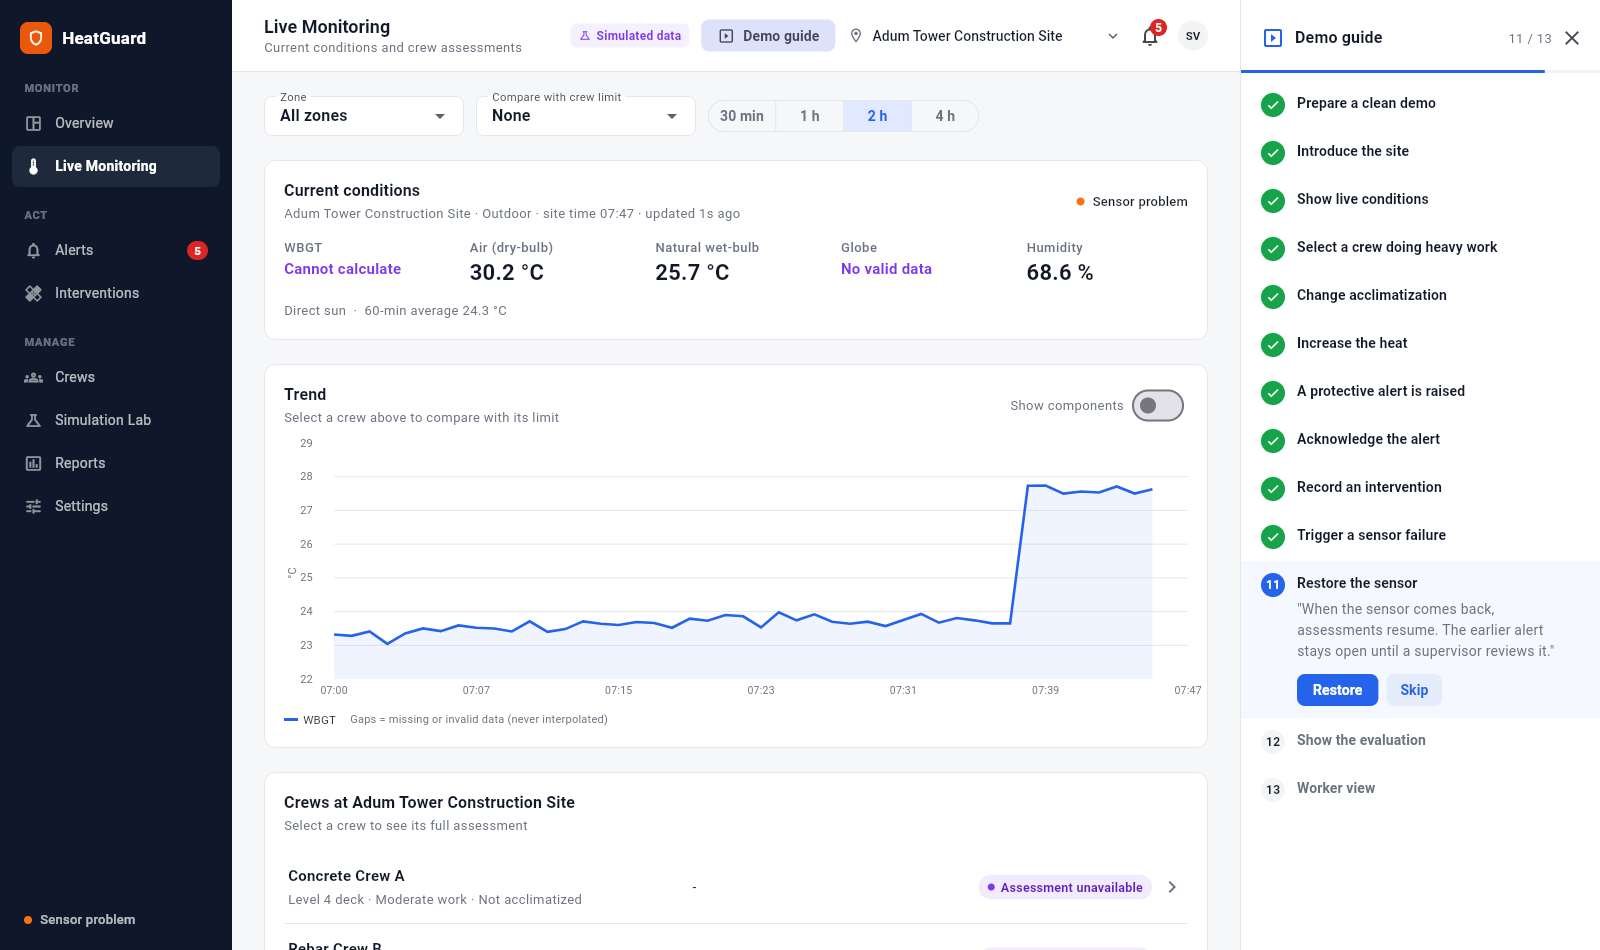 HeatGuard
MONITOR
Overview
Live Monitoring
ACT
Alerts
5
Interventions
MANAGE
Crews
Simulation Lab
Reports
Settings
Sensor problem
Live Monitoring
Current conditions and crew assessments
Simulated data
Demo guide
Adum Tower Construction Site
5
SV
Zone
All zones
Compare with crew limit
None
30 min
1 h
2 h
4 h
Current conditions
Adum Tower Construction Site · Outdoor · site time 07:47 · updated 1s ago
Sensor problem
WBGT
Cannot calculate
Air (dry-bulb)
30.2 °C
Natural wet-bulb
25.7 °C
Globe
No valid data
Humidity
68.6 %
Direct sun · 60-min average 24.3 °C
Trend
Select a crew above to compare with its limit
Show components
29
28
27
26
25
24
23
22
°C
07:00
07:07
07:15
07:23
07:31
07:39
07:47
WBGT
Gaps = missing or invalid data (never interpolated)
Crews at Adum Tower Construction Site
Select a crew to see its full assessment
Concrete Crew A
Level 4 deck · Moderate work · Not acclimatized
-
Assessment unavailable
Rebar Crew B
Demo guide
11 / 13
Prepare a clean demo
Introduce the site
Show live conditions
Select a crew doing heavy work
Change acclimatization
Increase the heat
A protective alert is raised
Acknowledge the alert
Record an intervention
Trigger a sensor failure
11
Restore the sensor
"When the sensor comes back,
assessments resume. The earlier alert
stays open until a supervisor reviews it."
Restore
Skip
12
Show the evaluation
13
Worker view